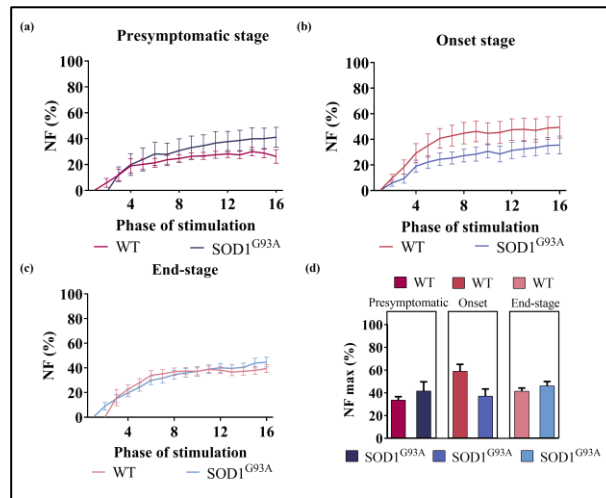 (a)
Presymptomatic stage
100
80
60
40
20
0
NF (%)
4 8 12 16
Phase of stimulation
WT SOD1G93A
(b)
Onset stage
100
80
60
40
20
0
NF (%)
4 8 12 16
Phase of stimulation
WT SOD1G93A
(c)
End-stage
100
80
60
40
20
0
NF (%)
4 8 12 16
Phase of stimulation
WT SOD1G93A
(d)
WT WT WT
Presymptomatic Onset End-stage
100
80
60
40
20
0
NF max (%)
SOD1G93A SOD1G93A SOD1G93A